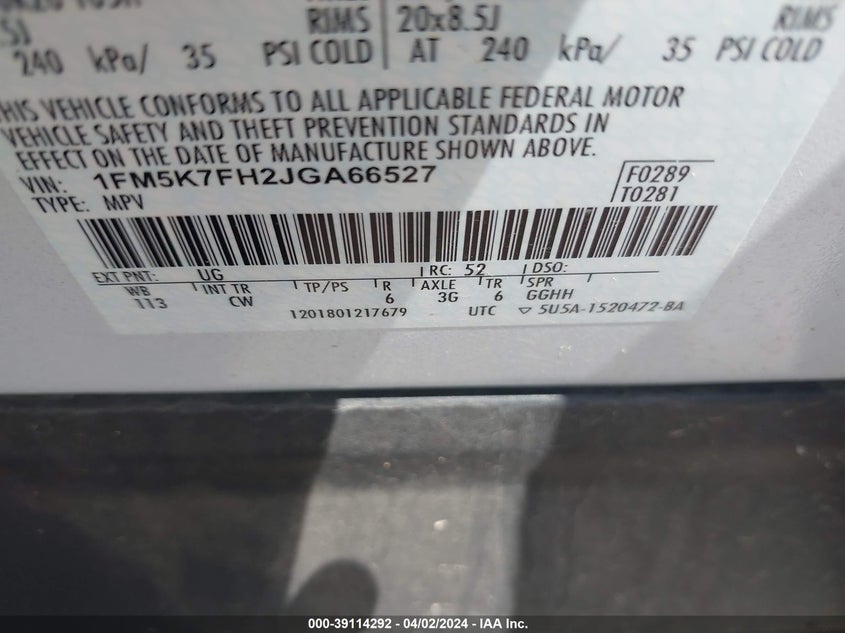 5J RIMS 20x8.5J RIMS
240 kPa/ 35 PSI COLD AT 240 kPa/ 35 PSI COLD
THIS VEHICLE CONFORMS TO ALL APPLICABLE FEDERAL MOTOR
VEHICLE SAFETY AND THEFT PREVENTION STANDARDS IN
EFFECT ON THE DATE OF MANUFACTURE SHOWN ABOVE.
VIN: 1FM5K7FH2JGA66527 F0289
TYPE: MPV T0281
EXT PNT: UG RC: 52 DSO:
WB INT TR TP/PS R AXLE TR SPR
113 CW 6 3G 6 GGHH
1201801217679 UTC ▽ 5U5A-1520472-BA
000-39114292 - 04/02/2024 - IAA Inc.